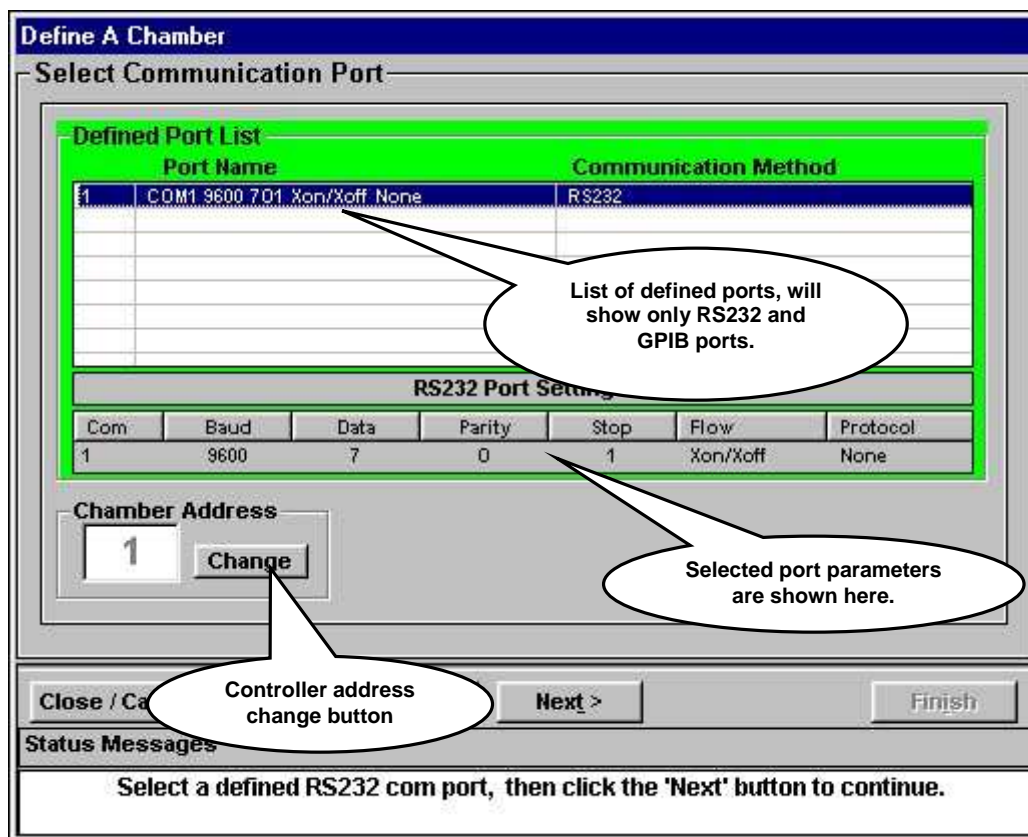 Define A Chamber
Select Communication Port
Defined Port List
Port Name Communication Method
1 COM1 9600 7O1 Xon/Xoff None RS232
List of defined ports, will
show only RS232 and
GPIB ports.
RS232 Port
Com Baud Data Parity Stop Flow Protocol
1 9600 7 O 1 Xon/Xoff None
Chamber Address
1 Change
Selected port parameters
are shown here.
Controller address
change button
Close / Ca
Next >
Finish
Status Messages
Select a defined RS232 com port, then click the 'Next' button to continue.